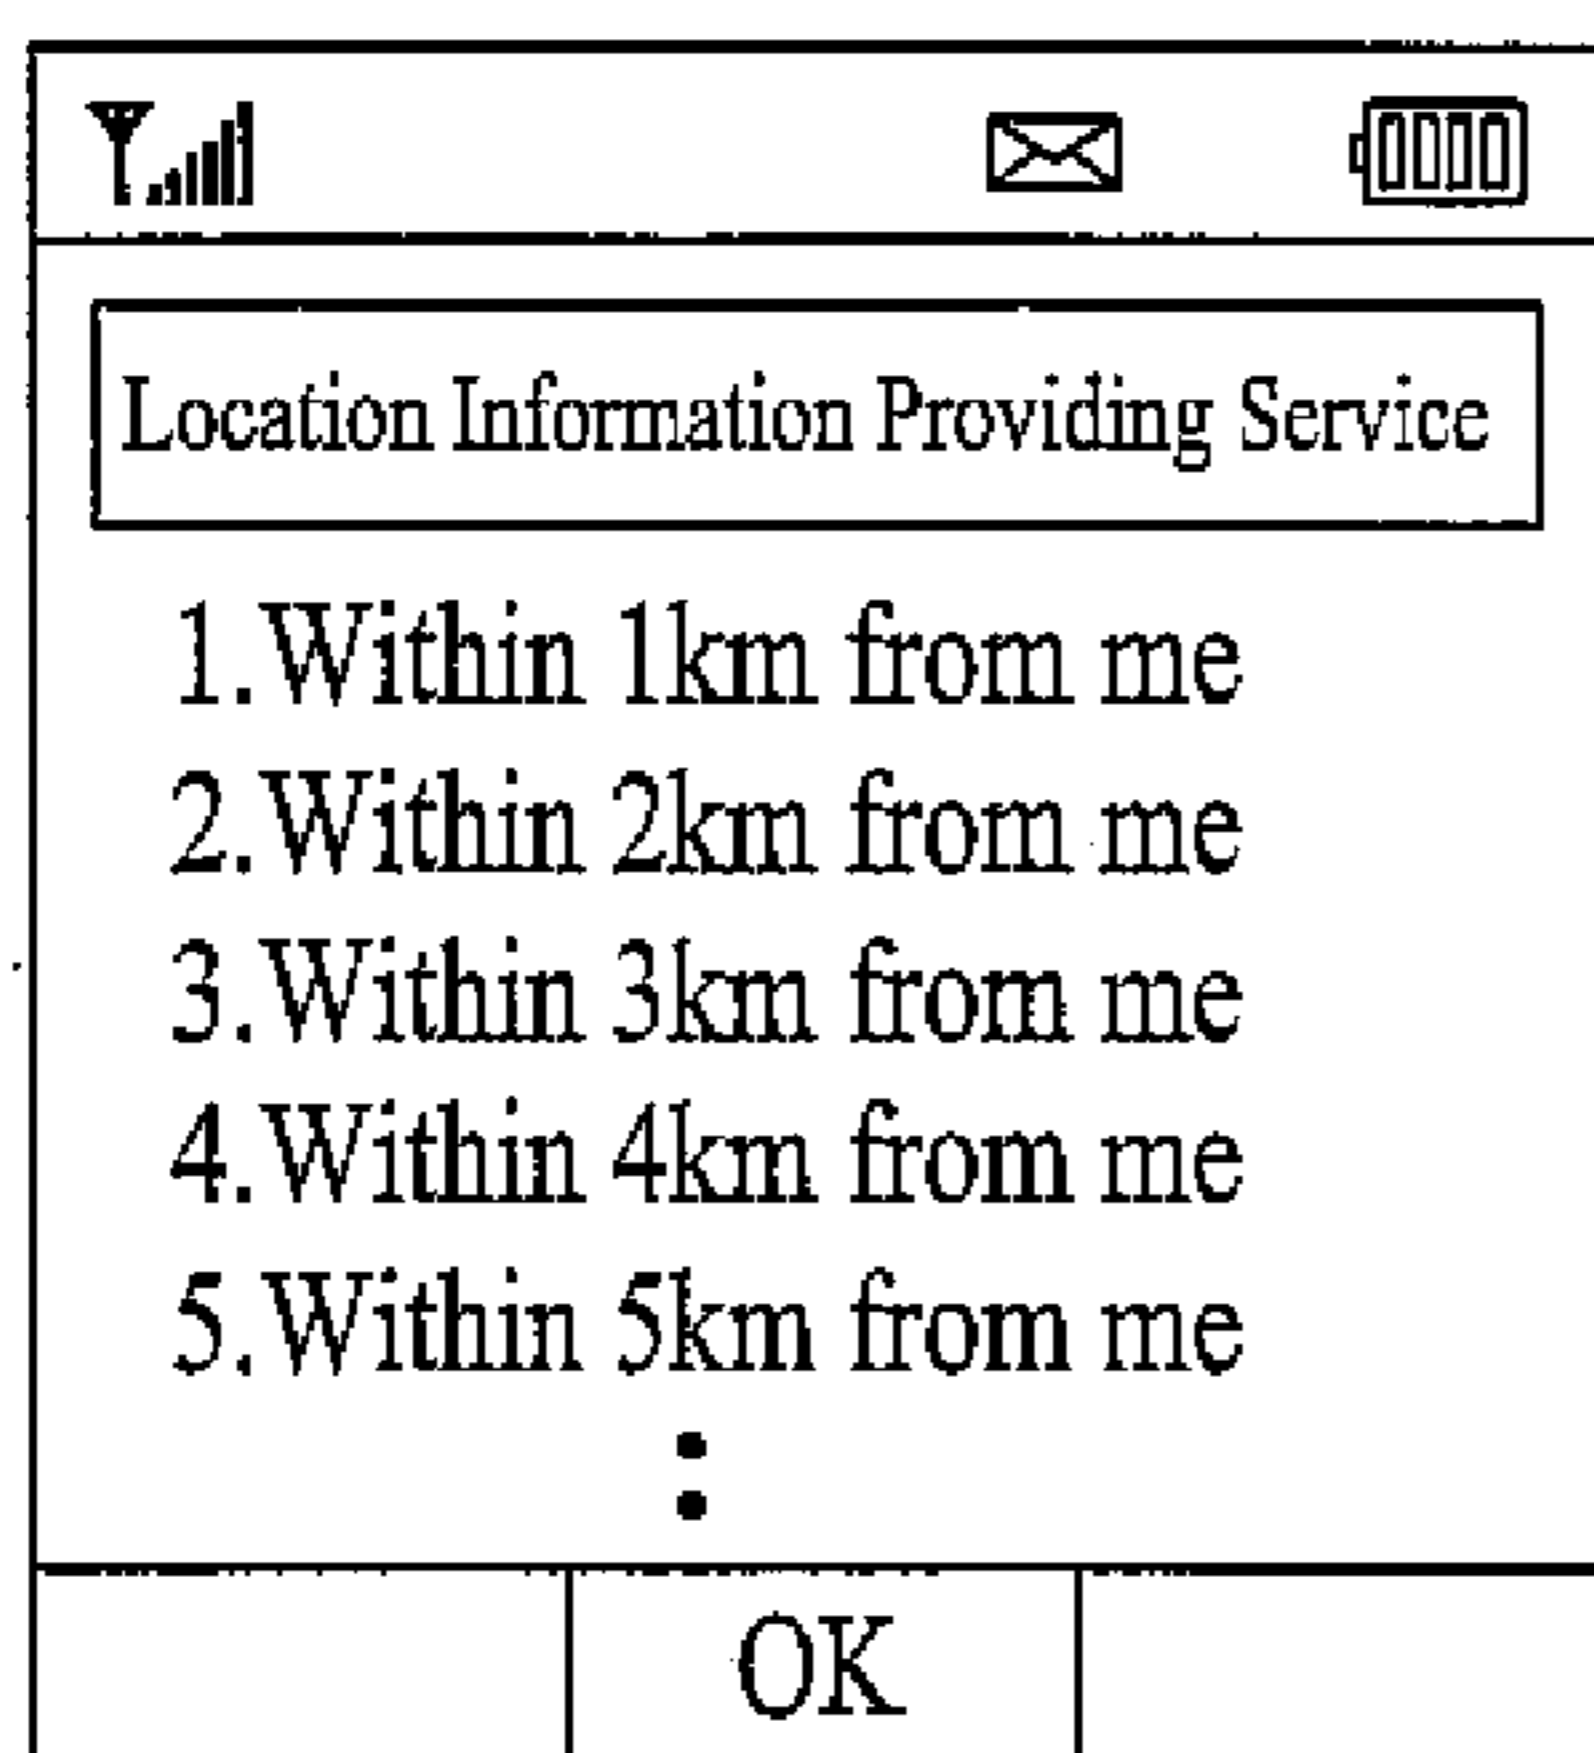 Location Information Providing Service
1.Within 1km from me
2.Within 2km from me
3.Within 3km from me
4.Within 4km from me
5.Within 5km from me
:
OK